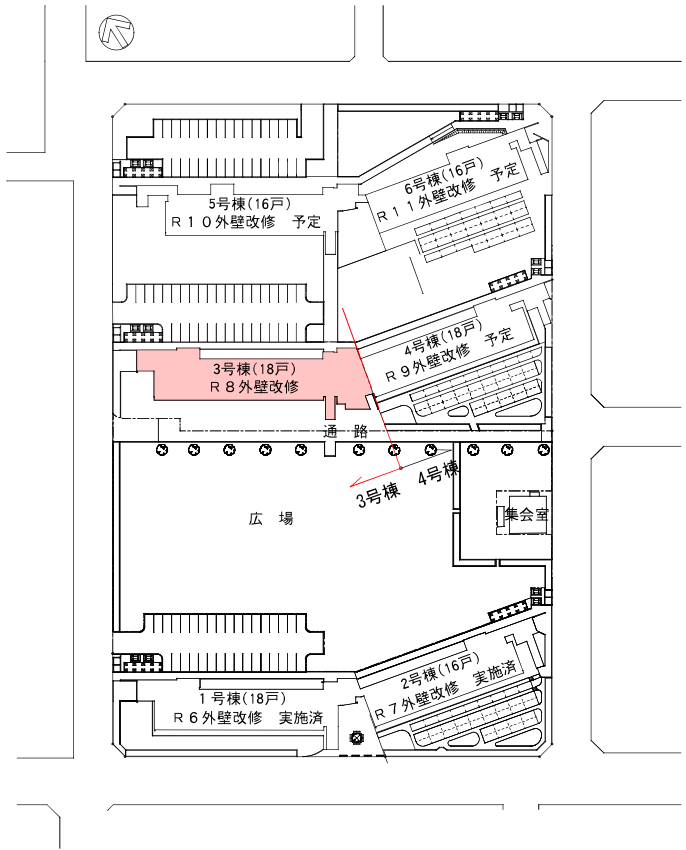 5号棟(16戸)
R10外壁改修 予定
6号棟(16戸)
R11外壁改修 予定
3号棟(18戸)
R8外壁改修
4号棟(18戸)
R9外壁改修 予定
通 路
3号棟 4号棟
広 場
集会室
1号棟(18戸)
R6外壁改修 実施済
2号棟(16戸)
R7外壁改修 実施済